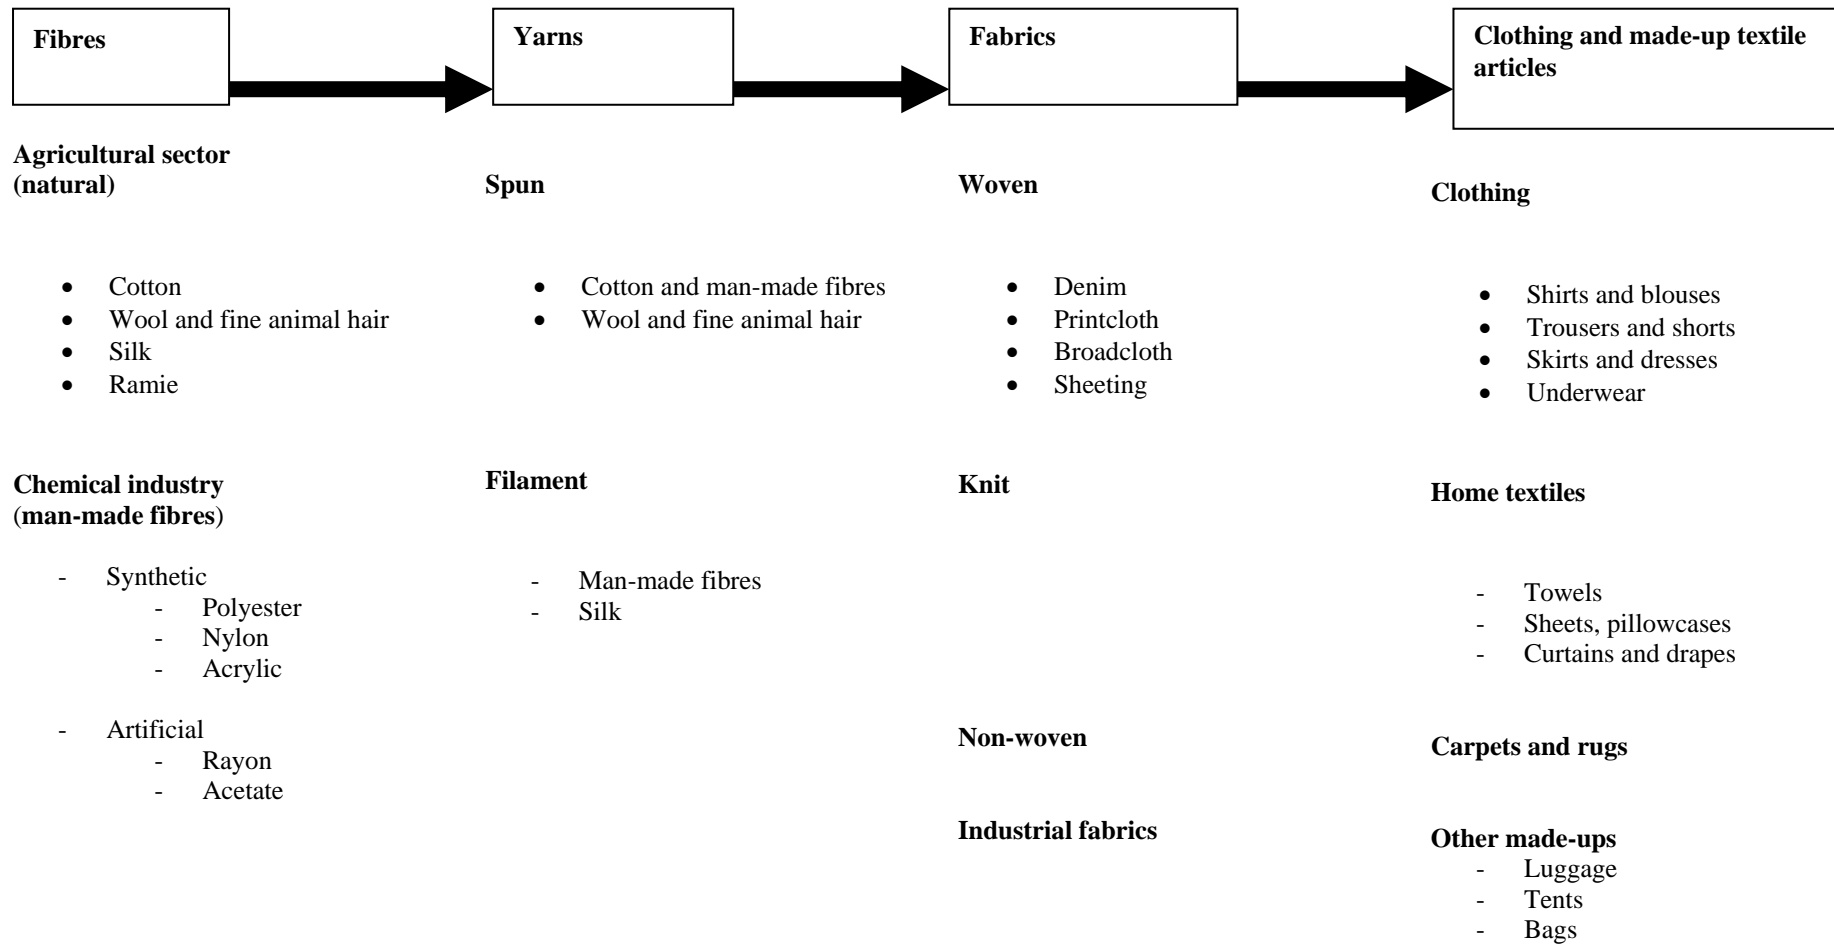 Fibres
Yarns
Fabrics
Clothing and made-up textile
articles
Agricultural sector
(natural)
• Cotton
• Wool and fine animal hair
• Silk
• Ramie
Chemical industry
(man-made fibres)
- Synthetic
- Polyester
- Nylon
- Acrylic
- Artificial
- Rayon
- Acetate
Spun
• Cotton and man-made fibres
• Wool and fine animal hair
Filament
- Man-made fibres
- Silk
Woven
• Denim
• Printcloth
• Broadcloth
• Sheeting
Knit
Non-woven
Industrial fabrics
Clothing
• Shirts and blouses
• Trousers and shorts
• Skirts and dresses
• Underwear
Home textiles
- Towels
- Sheets, pillowcases
- Curtains and drapes
Carpets and rugs
Other made-ups
- Luggage
- Tents
- Bags